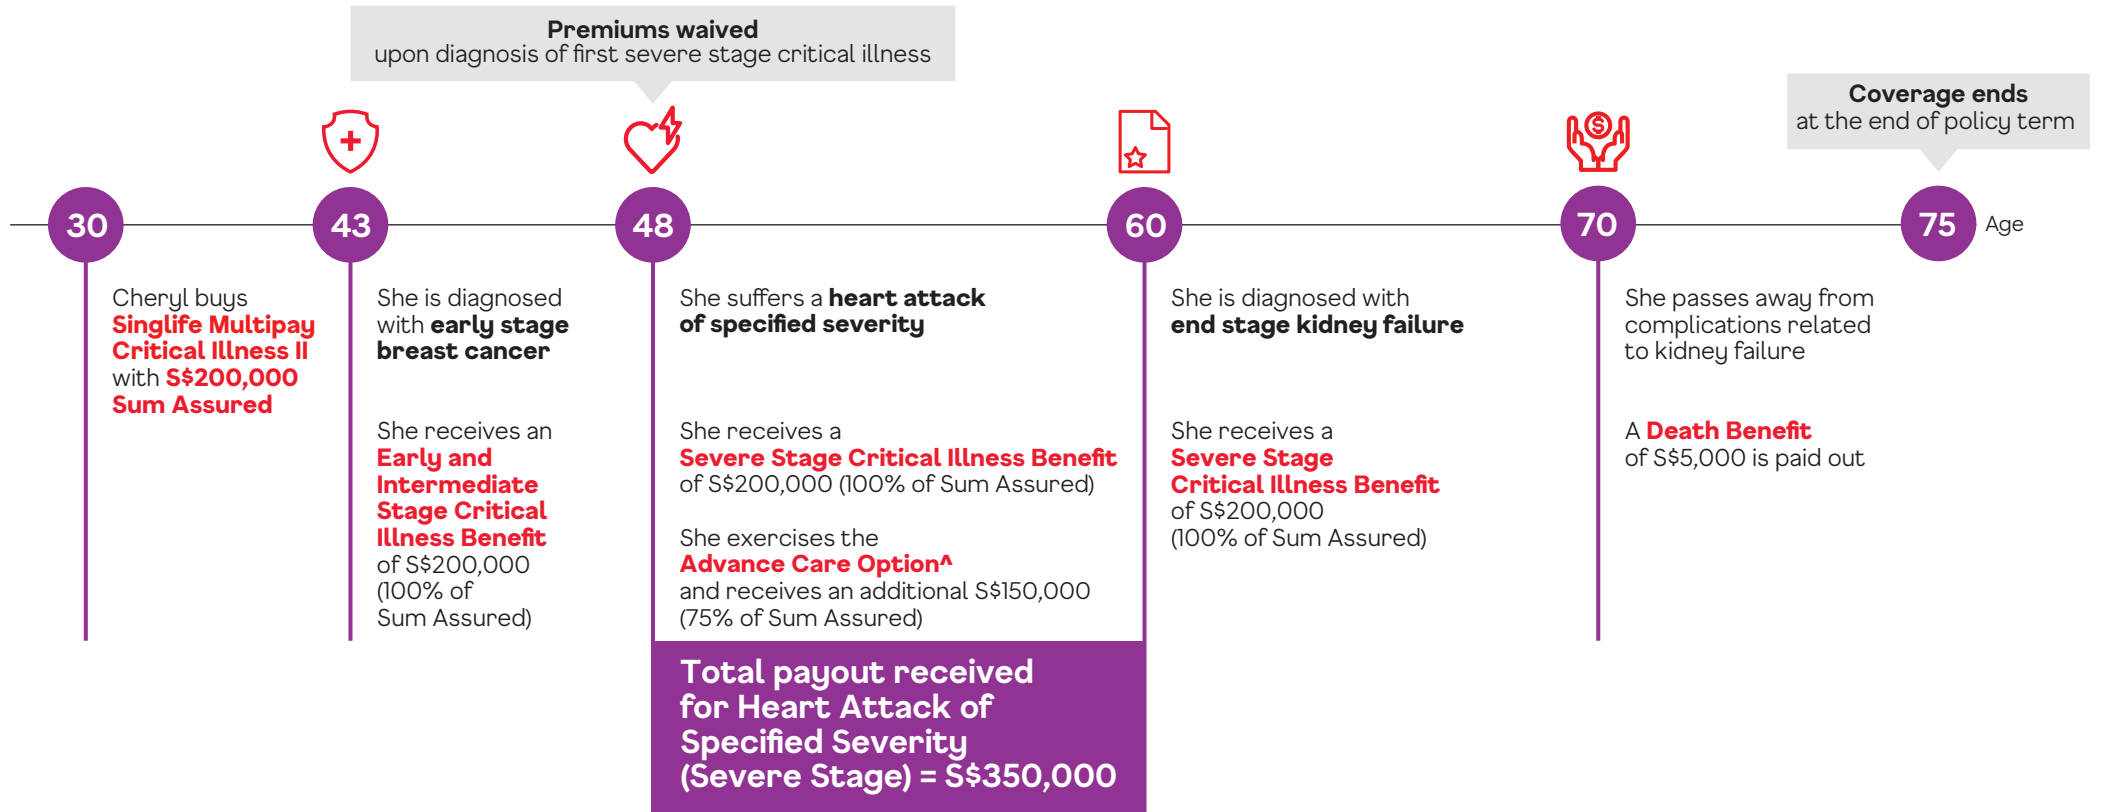 Premiums waived
upon diagnosis of first severe stage critical illness
Coverage ends
at the end of policy term
30
43
48
60
70
75
Age
Cheryl buys
Singlife Multipay
Critical Illness II
with S$200,000
Sum Assured
She is diagnosed
with early stage
breast cancer
She receives an
Early and
Intermediate
Stage Critical
Illness Benefit
of S$200,000
(100% of
Sum Assured)
She suffers a heart attack
of specified severity
She receives a
Severe Stage Critical Illness Benefit
of S$200,000 (100% of Sum Assured)
She exercises the
Advance Care Option^
and receives an additional S$150,000
(75% of Sum Assured)
Total payout received
for Heart Attack of
Specified Severity
(Severe Stage) = S$350,000
She is diagnosed with
end stage kidney failure
She receives a
Severe Stage
Critical Illness Benefit
of S$200,000
(100% of Sum Assured)
She passes away from
complications related
to kidney failure
A Death Benefit
of S$5,000 is paid out